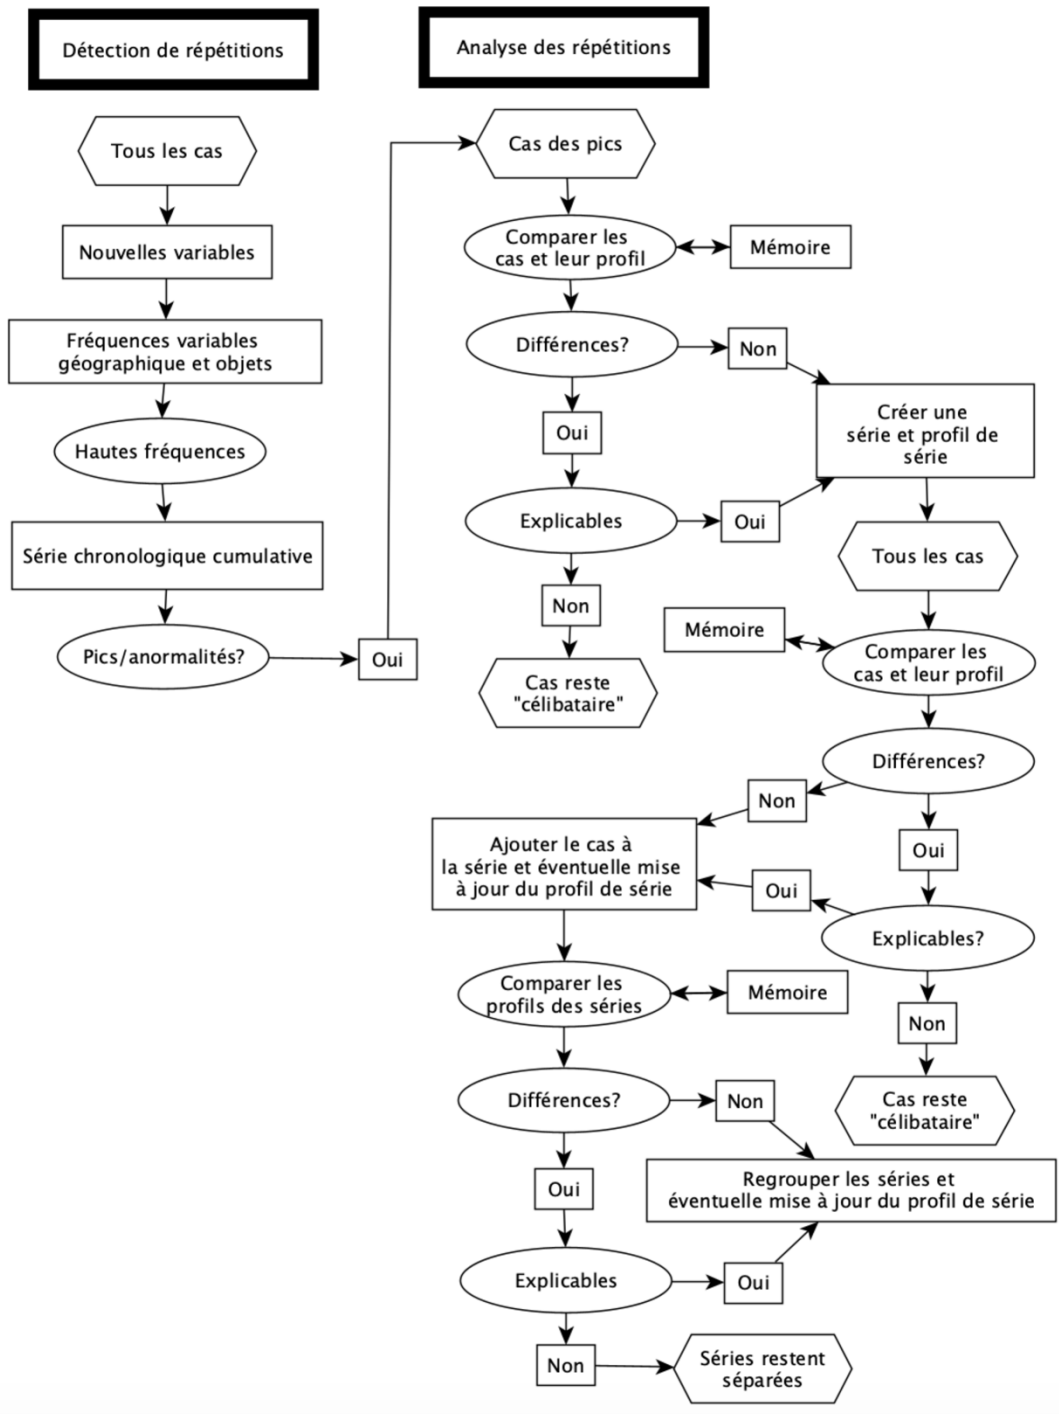 Détection de répétitions
Tous les cas
Nouvelles variables
Fréquences variables
géographique et objets
Hautes fréquences
Série chronologique cumulative
Pics/anormalités?
Oui
Analyse des répétitions
Cas des pics
Comparer les
cas et leur profil
Mémoire
Différences?
Non
Oui
Créer une
série et profil de
série
Explicables
Oui
Non
Cas reste
"célibataire"
Tous les cas
Mémoire
Comparer les
cas et leur profil
Différences?
Non
Oui
Ajouter le cas à
la série et éventuelle mise
à jour du profil de série
Oui
Explicables?
Non
Cas reste
"célibataire"
Comparer les
profils des séries
Mémoire
Différences?
Non
Oui
Regrouper les séries et
éventuelle mise à jour du profil de série
Explicables
Oui
Non
Séries restent
séparées